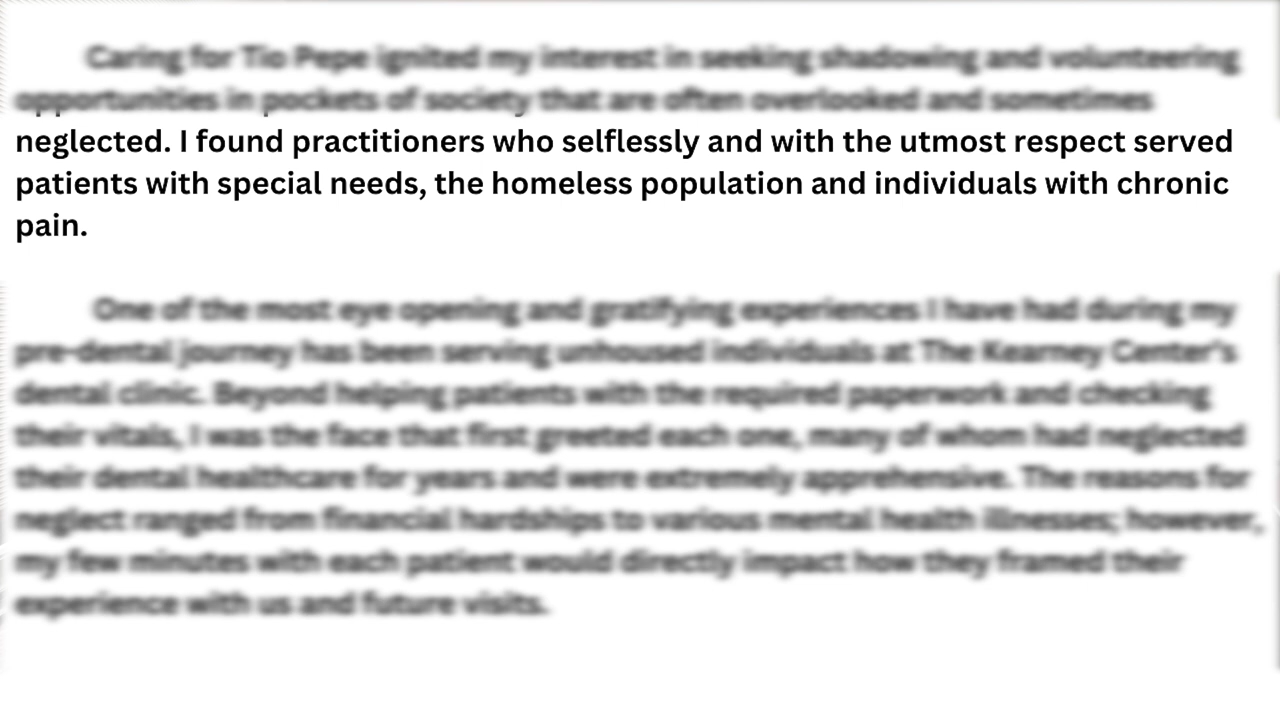 Caring for Tio Pepe ignited my interest in seeking shadowing and volunteering
opportunities in pockets of society that are often overlooked and sometimes
neglected. I found practitioners who selflessly and with the utmost respect served
patients with special needs, the homeless population and individuals with chronic
pain.
One of the most eye opening and gratifying experiences I have had during my
pre-dental journey has been serving unhoused individuals at The Kearney Center's
dental clinic. Beyond helping patients with the required paperwork and checking
their vitals, I was the face that first greeted each one, many of whom had neglected
their dental healthcare for years and were extremely apprehensive. The reasons for
neglect ranged from financial hardships to various mental health illnesses; however,
my few minutes with each patient would directly impact how they framed their
experience with us and future visits.